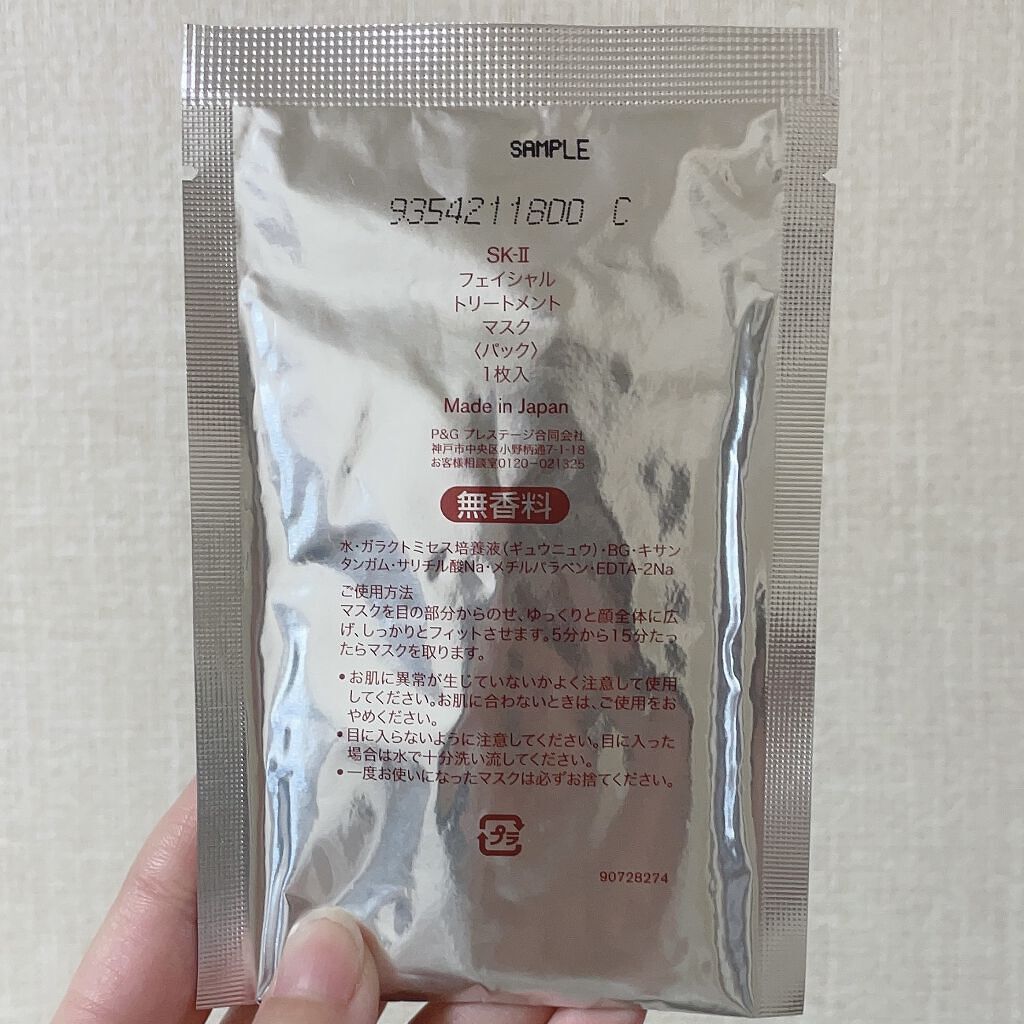 SAMPLE
9354211800 C
SK-II
フェイシャル
トリートメント
マスク
〈パック〉
1枚入
Made in Japan
P&G プレステージ合同会社
神戸市中央区小野柄通7-1-18
お客様相談室0120-021325
無香料
水・ガラクトミセス培養液(ギュウニュウ)・BG・キサン
タンガム・サリチル酸Na・メチルパラベン・EDTA-2Na
ご使用方法
マスクを目の部分からのせ、ゆっくりと顔全体に広
げ、しっかりとフィットさせます。5分から15分たっ
たらマスクを取ります。
•お肌に異常が生じていないかよく注意して使用
してください。お肌に合わないときは、ご使用をお
やめください。
•目に入らないように注意してください。目に入った
場合は水で十分洗い流してください。
•一度お使いになったマスクは必ずお捨てください。
プラ
90728274